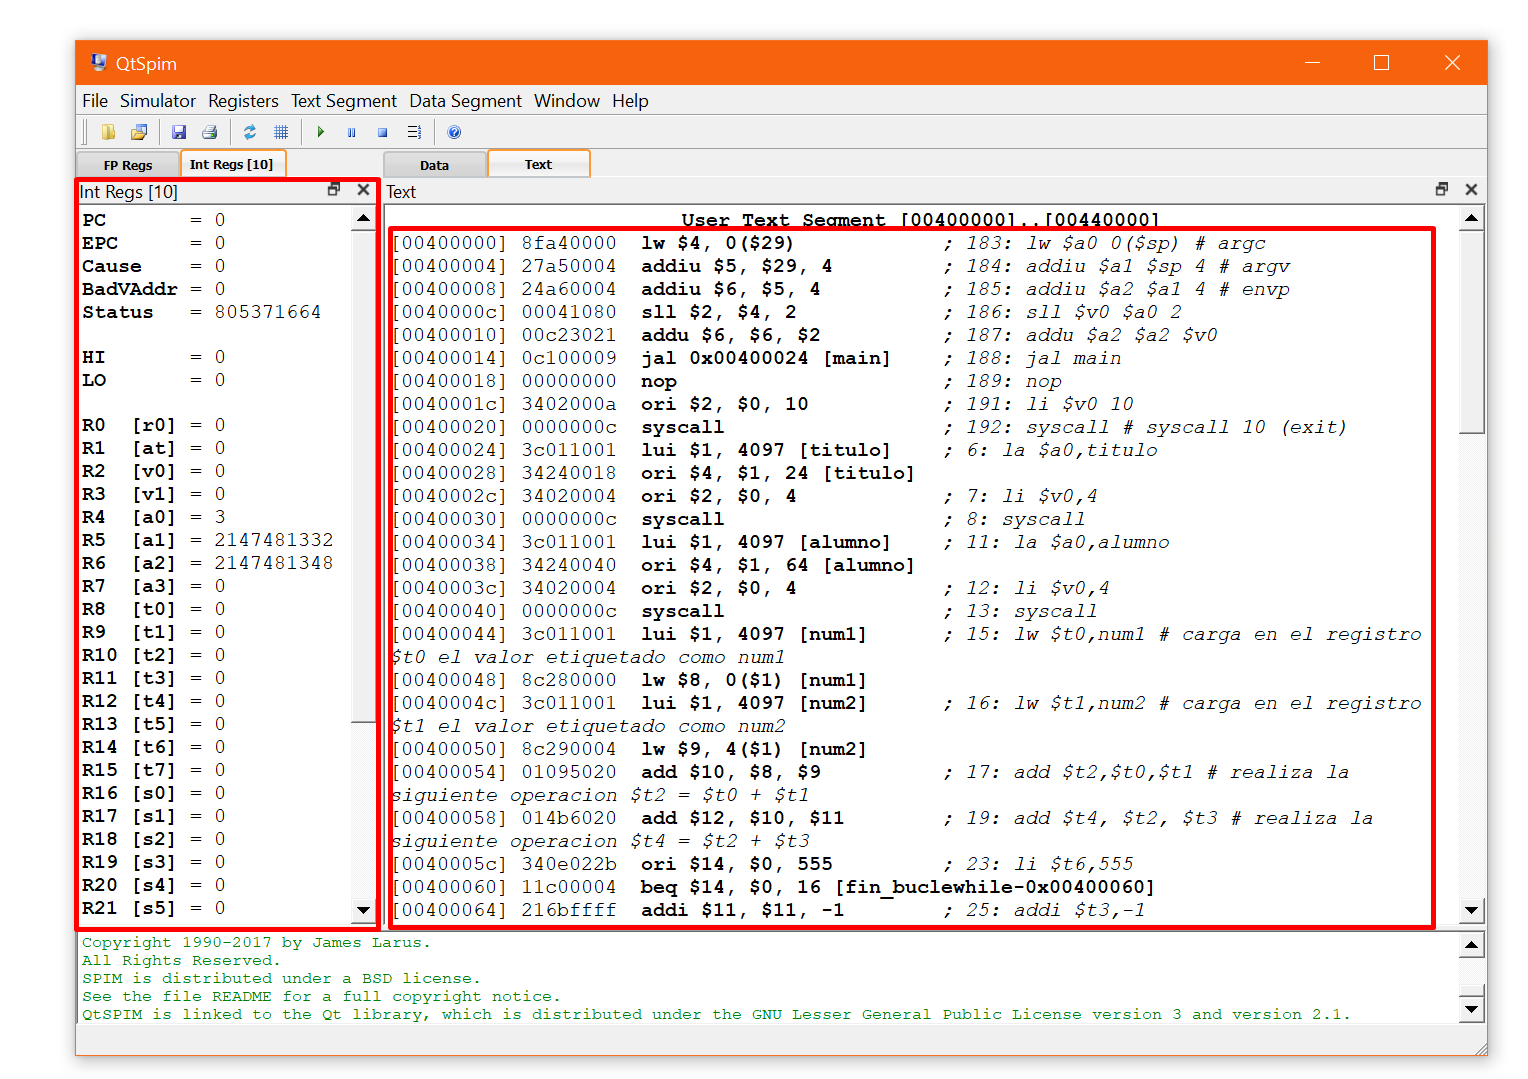 QtSpim
File Simulator Registers Text Segment Data Segment Window Help
FP Regs Int Regs [10] Data Text
Int Regs [10]
PC = 0
EPC = 0
Cause = 0
BadVAddr = 0
Status = 805371664
HI = 0
LO = 0
R0 [r0] = 0
R1 [at] = 0
R2 [v0] = 0
R3 [v1] = 0
R4 [a0] = 3
R5 [a1] = 2147481332
R6 [a2] = 2147481348
R7 [a3] = 0
R8 [t0] = 0
R9 [t1] = 0
R10 [t2] = 0
R11 [t3] = 0
R12 [t4] = 0
R13 [t5] = 0
R14 [t6] = 0
R15 [t7] = 0
R16 [s0] = 0
R17 [s1] = 0
R18 [s2] = 0
R19 [s3] = 0
R20 [s4] = 0
R21 [s5] = 0
Text
User Text Segment [00400000]..[00440000]
[00400000] 8fa40000 lw $4, 0($29) ; 183: lw $a0 0($sp) # argc
[00400004] 27a50004 addiu $5, $29, 4 ; 184: addiu $a1 $sp 4 # argv
[00400008] 24a60004 addiu $6, $5, 4 ; 185: addiu $a2 $a1 4 # envp
[0040000c] 00041080 sll $2, $4, 2 ; 186: sll $v0 $a0 2
[00400010] 00c23021 addu $6, $6, $2 ; 187: addu $a2 $a2 $v0
[00400014] 0c100009 jal 0x00400024 [main] ; 188: jal main
[00400018] 00000000 nop ; 189: nop
[0040001c] 3402000a ori $2, $0, 10 ; 191: li $v0 10
[00400020] 0000000c syscall ; 192: syscall # syscall 10 (exit)
[00400024] 3c011001 lui $1, 4097 [titulo] ; 6: la $a0,titulo
[00400028] 34240018 ori $4, $1, 24 [titulo]
[0040002c] 34020004 ori $2, $0, 4 ; 7: li $v0,4
[00400030] 0000000c syscall ; 8: syscall
[00400034] 3c011001 lui $1, 4097 [alumno] ; 11: la $a0,alumno
[00400038] 34240040 ori $4, $1, 64 [alumno]
[0040003c] 34020004 ori $2, $0, 4 ; 12: li $v0,4
[00400040] 0000000c syscall ; 13: syscall
[00400044] 3c011001 lui $1, 4097 [num1] ; 15: lw $t0,num1 # carga en el registro
$t0 el valor etiquetado como num1
[00400048] 8c280000 lw $8, 0($1) [num1]
[0040004c] 3c011001 lui $1, 4097 [num2] ; 16: lw $t1,num2 # carga en el registro
$t1 el valor etiquetado como num2
[00400050] 8c290004 lw $9, 4($1) [num2]
[00400054] 01095020 add $10, $8, $9 ; 17: add $t2,$t0,$t1 # realiza la
siguiente operacion $t2 = $t0 + $t1
[00400058] 014b6020 add $12, $10, $11 ; 19: add $t4, $t2, $t3 # realiza la
siguiente operacion $t4 = $t2 + $t3
[0040005c] 340e022b ori $14, $0, 555 ; 23: li $t6,555
[00400060] 11c00004 beq $14, $0, 16 [fin_buclewhile-0x00400060]
[00400064] 216bffff addi $11, $11, -1 ; 25: addi $t3,-1
Copyright 1990-2017 by James Larus.
All Rights Reserved.
SPIM is distributed under a BSD license.
See the file README for a full copyright notice.
QtSPIM is linked to the Qt library, which is distributed under the GNU Lesser General Public License version 3 and version 2.1.